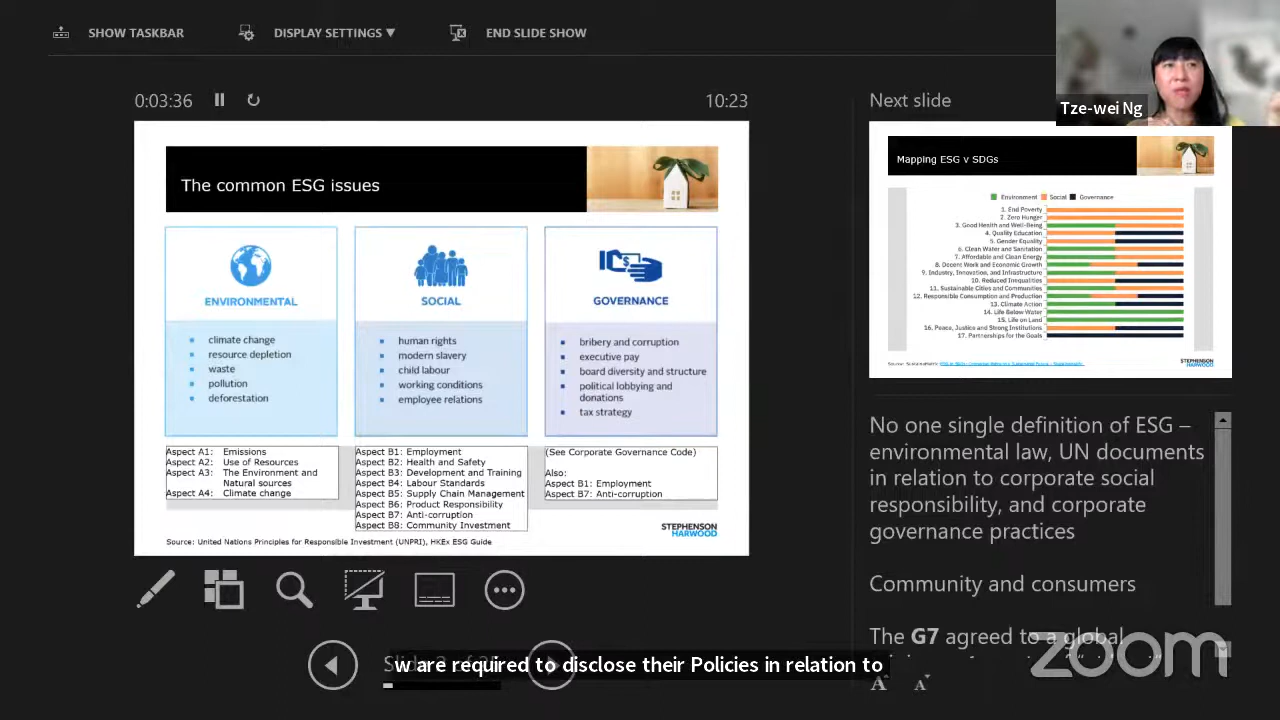 SHOW TASKBAR
DISPLAY SETTINGS ▼
END SLIDE SHOW
Tze-wei Ng
0:03:36
10:23
Next slide
The common ESG issues
ENVIRONMENTAL
climate change
resource depletion
waste
pollution
deforestation
Aspect A1: Emissions
Aspect A2: Use of Resources
Aspect A3: The Environment and
Natural sources
Aspect A4: Climate change
SOCIAL
human rights
modern slavery
child labour
working conditions
employee relations
Aspect B1: Employment
Aspect B2: Health and Safety
Aspect B3: Development and Training
Aspect B4: Labour Standards
Aspect B5: Supply Chain Management
Aspect B6: Product Responsibility
Aspect B7: Anti-corruption
Aspect B8: Community Investment
GOVERNANCE
bribery and corruption
executive pay
board diversity and structure
political lobbying and
donations
tax strategy
(See Corporate Governance Code)
Also:
Aspect B1: Employment
Aspect B7: Anti-corruption
STEPHENSON
HARWOOD
Source: United Nations Principles for Responsible Investment (UNPRI), HKEx ESG Guide
Mapping ESG v SDGs
Environment Social Governance
1. End Poverty
2. Zero Hunger
3. Good Health and Well-Being
4. Quality Education
5. Gender Equality
6. Clean Water and Sanitation
7. Affordable and Clean Energy
8. Decent Work and Economic Growth
9. Industry, Innovation, and Infrastructure
10. Reduced Inequalities
11. Sustainable Cities and Communities
12. Responsible Consumption and Production
13. Climate Action
14. Life Below Water
15. Life on Land
16. Peace, Justice and Strong Institutions
17. Partnerships for the Goals
STEPHENSON
HARWOOD
No one single definition of ESG –
environmental law, UN documents
in relation to corporate social
responsibility, and corporate
governance practices
Community and consumers
The G7 agreed to a global
w are required to disclose their Policies in relation to
zoom
A A